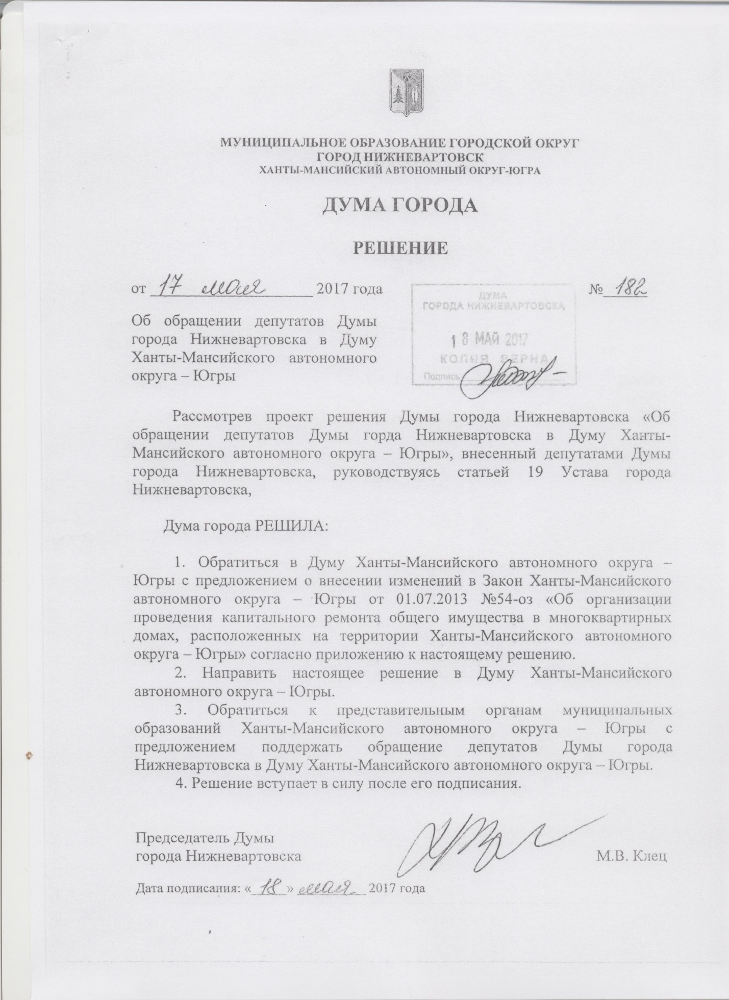 МУНИЦИПАЛЬНОЕ ОБРАЗОВАНИЕ ГОРОДСКОЙ ОКРУГ
ГОРОД НИЖНЕВАРТОВСК
ХАНТЫ-МАНСИЙСКИЙ АВТОНОМНЫЙ ОКРУГ-ЮГРА
ДУМА ГОРОДА
РЕШЕНИЕ
от 17 мая 2017 года
№ 182
Об обращении депутатов Думы
города Нижневартовска в Думу
Ханты-Мансийского автономного
округа – Югры
ДУМА
ГОРОДА НИЖНЕВАРТОВСКА
18 МАЙ 2017
КОПИЯ ВЕРНА
Подпись
Рассмотрев проект решения Думы города Нижневартовска «Об
обращении депутатов Думы горда Нижневартовска в Думу Ханты-
Мансийского автономного округа – Югры», внесенный депутатами Думы
города Нижневартовска, руководствуясь статьей 19 Устава города
Нижневартовска,
Дума города РЕШИЛА:
1. Обратиться в Думу Ханты-Мансийского автономного округа –
Югры с предложением о внесении изменений в Закон Ханты-Мансийского
автономного округа – Югры от 01.07.2013 №54-оз «Об организации
проведения капитального ремонта общего имущества в многоквартирных
домах, расположенных на территории Ханты-Мансийского автономного
округа – Югры» согласно приложению к настоящему решению.
2. Направить настоящее решение в Думу Ханты-Мансийского
автономного округа – Югры.
3. Обратиться к представительным органам муниципальных
образований Ханты-Мансийского автономного округа – Югры с
предложением поддержать обращение депутатов Думы города
Нижневартовска в Думу Ханты-Мансийского автономного округа – Югры.
4. Решение вступает в силу после его подписания.
Председатель Думы
города Нижневартовска
М.В. Клец
Дата подписания: «18» мая 2017 года